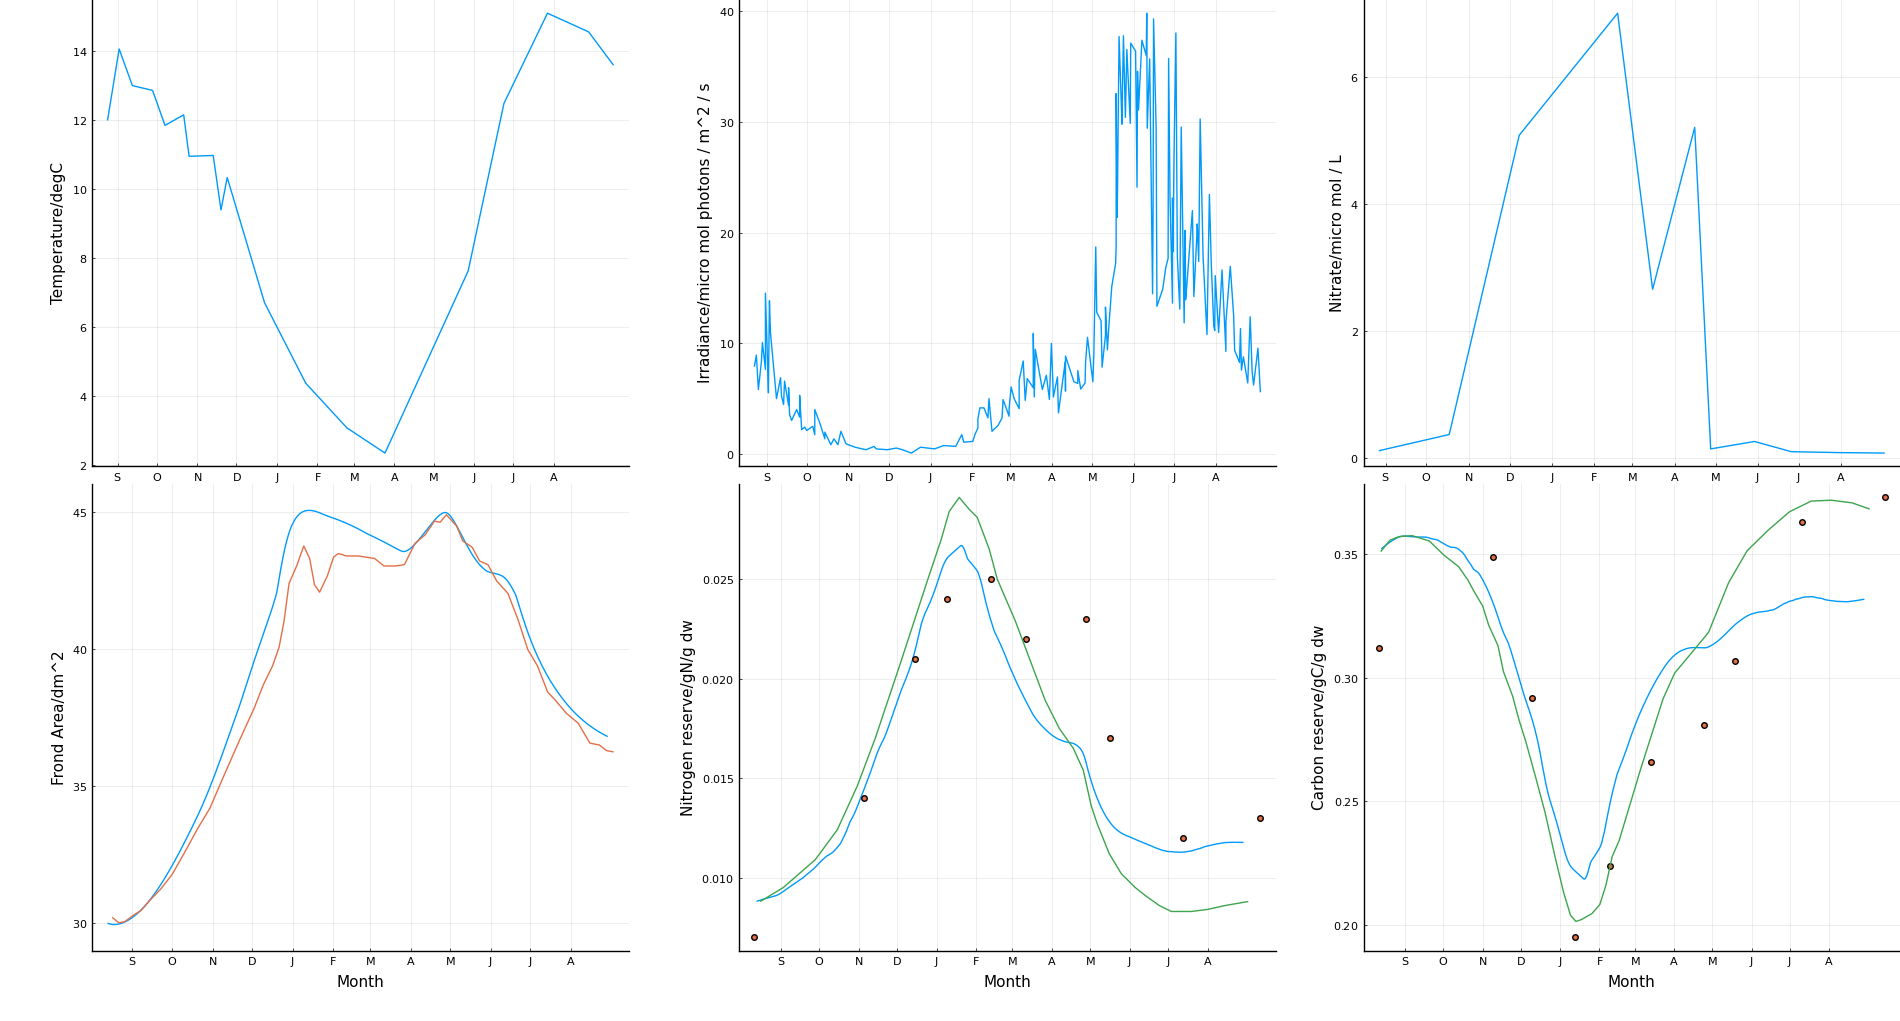 Temperature/degC
14
12
10
8
6
4
2
S O N D J F M A M J J A
Irradiance/micro mol photons / m^2 / s
40
30
20
10
0
S O N D J F M A M J J A
Nitrate/micro mol / L
6
4
2
0
S O N D J F M A M J J A
Frond Area/dm^2
45
40
35
30
S O N D J F M A M J J A
Month
Nitrogen reserve/gN/g dw
0.025
0.020
0.015
0.010
S O N D J F M A M J J A
Month
Carbon reserve/gC/g dw
0.35
0.30
0.25
0.20
S O N D J F M A M J J A
Month